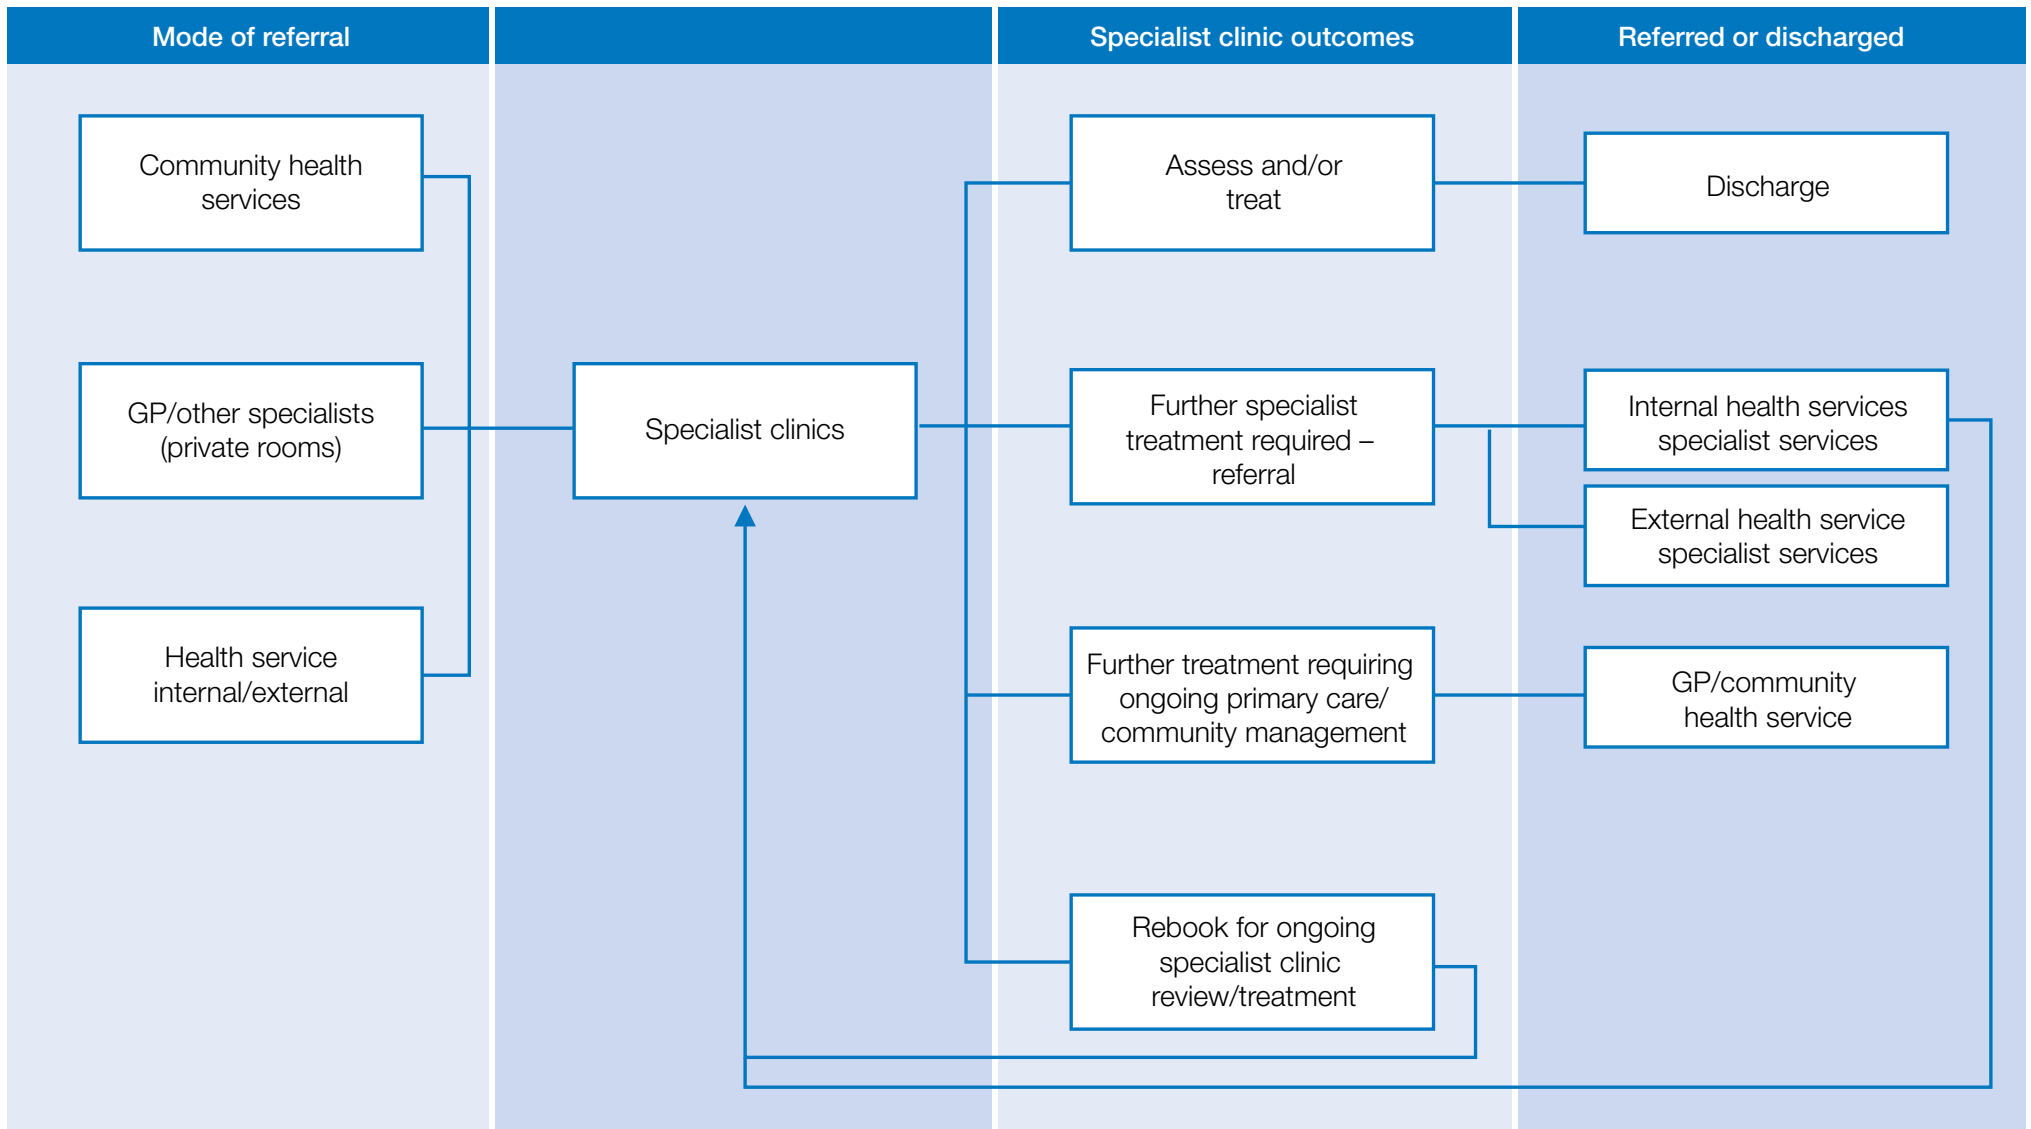 Mode of referral
Specialist clinic outcomes
Referred or discharged
Community health
services
GP/other specialists
(private rooms)
Health service
internal/external
Specialist clinics
Assess and/or
treat
Further specialist
treatment required –
referral
Further treatment requiring
ongoing primary care/
community management
Rebook for ongoing
specialist clinic
review/treatment
Discharge
Internal health services
specialist services
External health service
specialist services
GP/community
health service